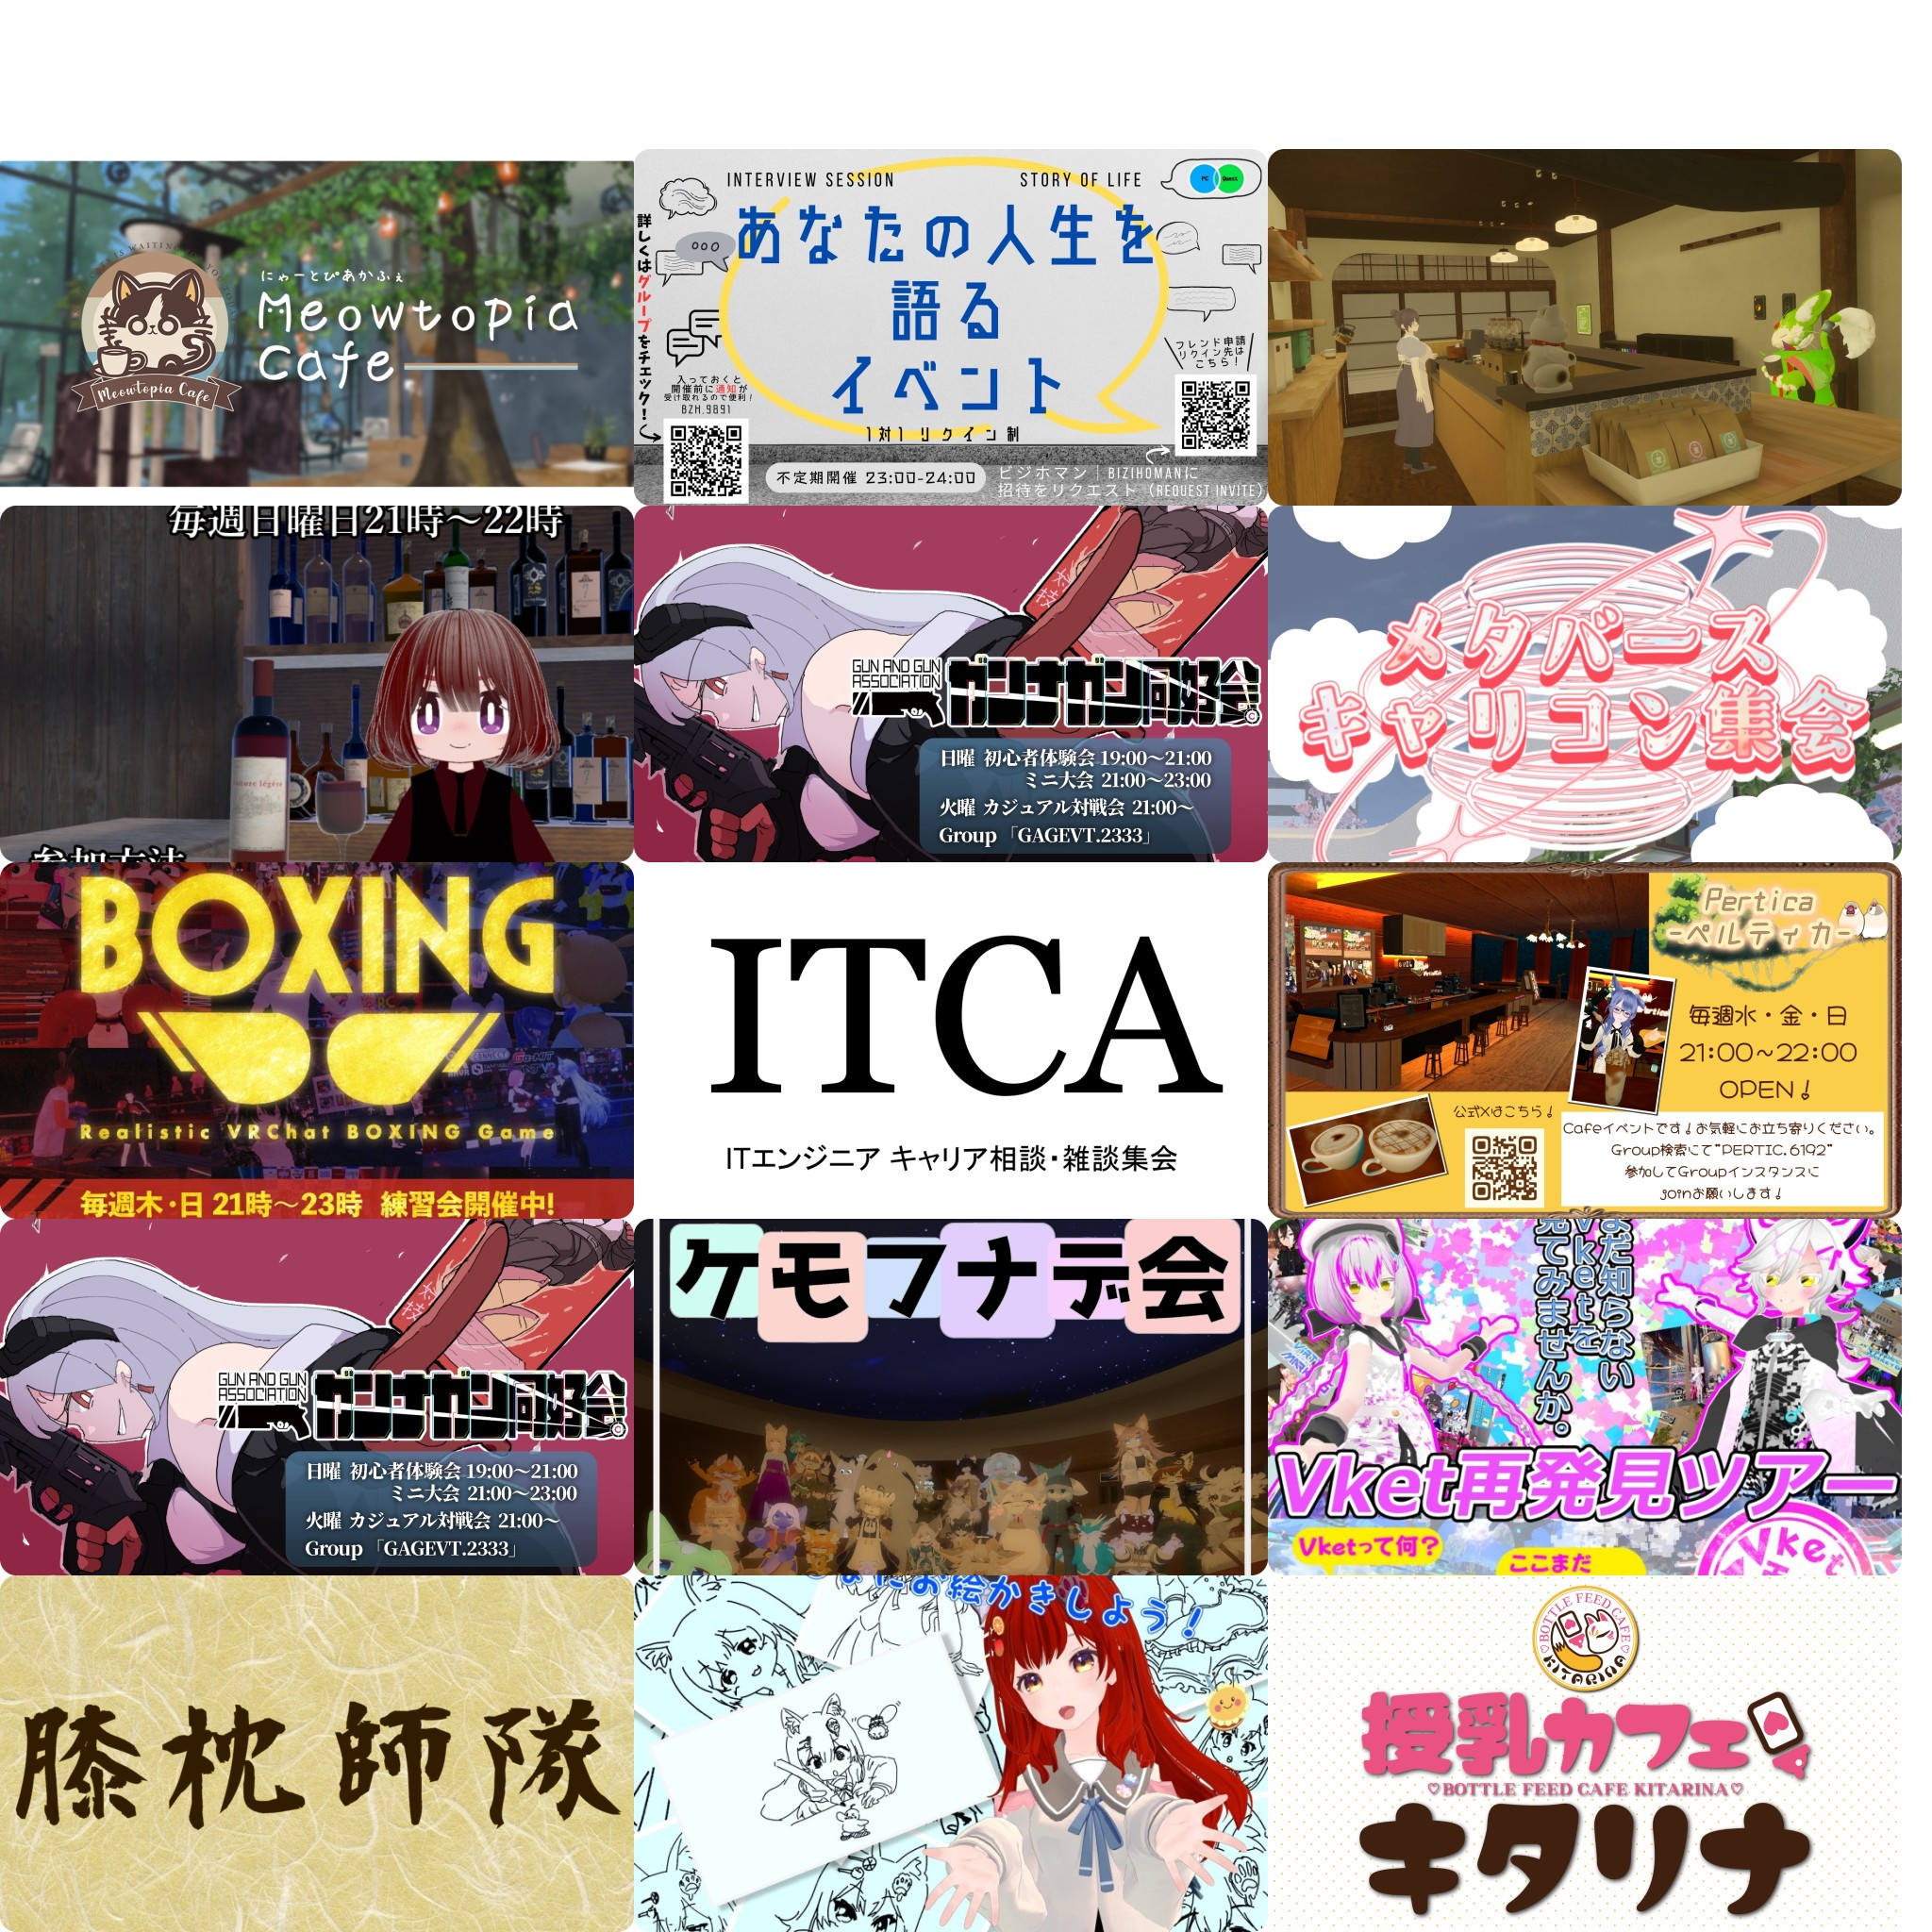 にゃーとぴあかふぇ
Meowtopia
Cafe
Meowtopia Cafe
INTERVIEW SESSION
STORY OF LIFE
PC
Quest
あなたの人生を
語る
イベント
1対1リクイン制
詳しくはグループをチェック!
入っておくと
開催前に通知が
受け取れるので便利!
BZH.9891
フレンド申請
リクイン先は
こちら!
不定期開催 23:00-24:00
ビジホマン|BIZIHOMANに
招待をリクエスト (REQUEST INVITE)
毎週日曜日21時~22時
参加方法
GUN AND GUN
ASSOCIATION
ガンナガン同好会
日曜 初心者体験会 19:00~21:00
ミニ大会 21:00~23:00
火曜 カジュアル対戦会 21:00~
Group「GAGEVT.2333」
メタバース
キャリコン集会
BOXING
Realistic VRChat BOXING Game
毎週木・日 21時~23時 練習会開催中!
ITCA
ITエンジニア キャリア相談・雑談集会
Pertica
-ペルティカ-
毎週水・金・日
21:00~22:00
OPEN!
公式Xはこちら!
Cafeイベントです!お気軽にお立ち寄りください。
Group検索にて"PERTIC.6192"
参加してGroupインスタンスに
joinお願いします!
GUN AND GUN
ASSOCIATION
ガンナガン同好会
日曜 初心者体験会 19:00~21:00
ミニ大会 21:00~23:00
火曜 カジュアル対戦会 21:00~
Group「GAGEVT.2333」
ケモフナデ会
まだ知らない
Vketを
見てみませんか。
Vket再発見ツアー
Vketって何?
ここまだ
Vket
膝枕師隊
お絵かきしよう!
BOTTLE FEED CAFE
KITARINA
授乳カフェ
♡BOTTLE FEED CAFE KITARINA♡
キタリナ